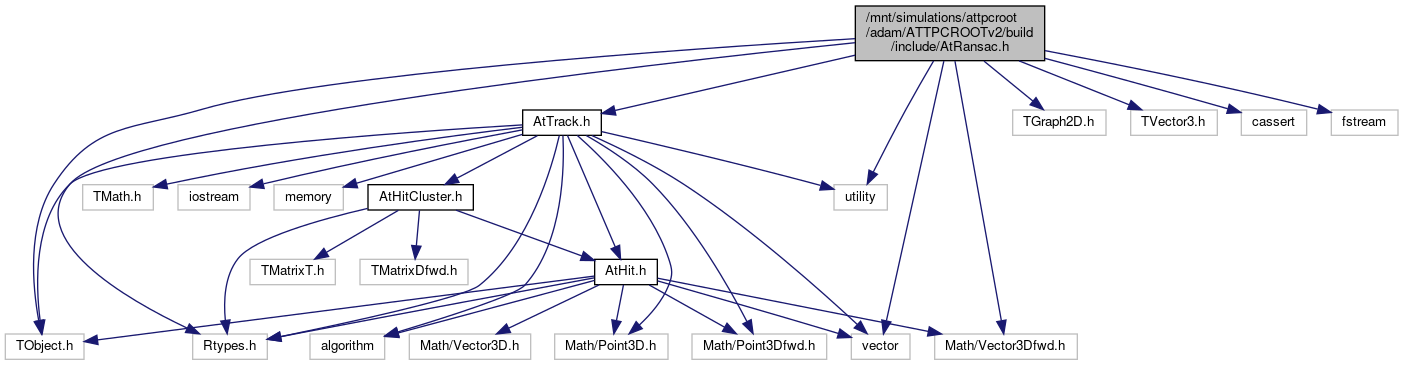 /mnt/simulations/attpcroot
/adam/ATTPCROOTv2/build
/include/AtRansac.h
AtTrack.h
TGraph2D.h
TVector3.h
cassert
fstream
TMath.h
iostream
memory
AtHitCluster.h
utility
TMatrixT.h
TMatrixDfwd.h
AtHit.h
TObject.h
Rtypes.h
algorithm
Math/Vector3D.h
Math/Point3D.h
Math/Point3Dfwd.h
vector
Math/Vector3Dfwd.h